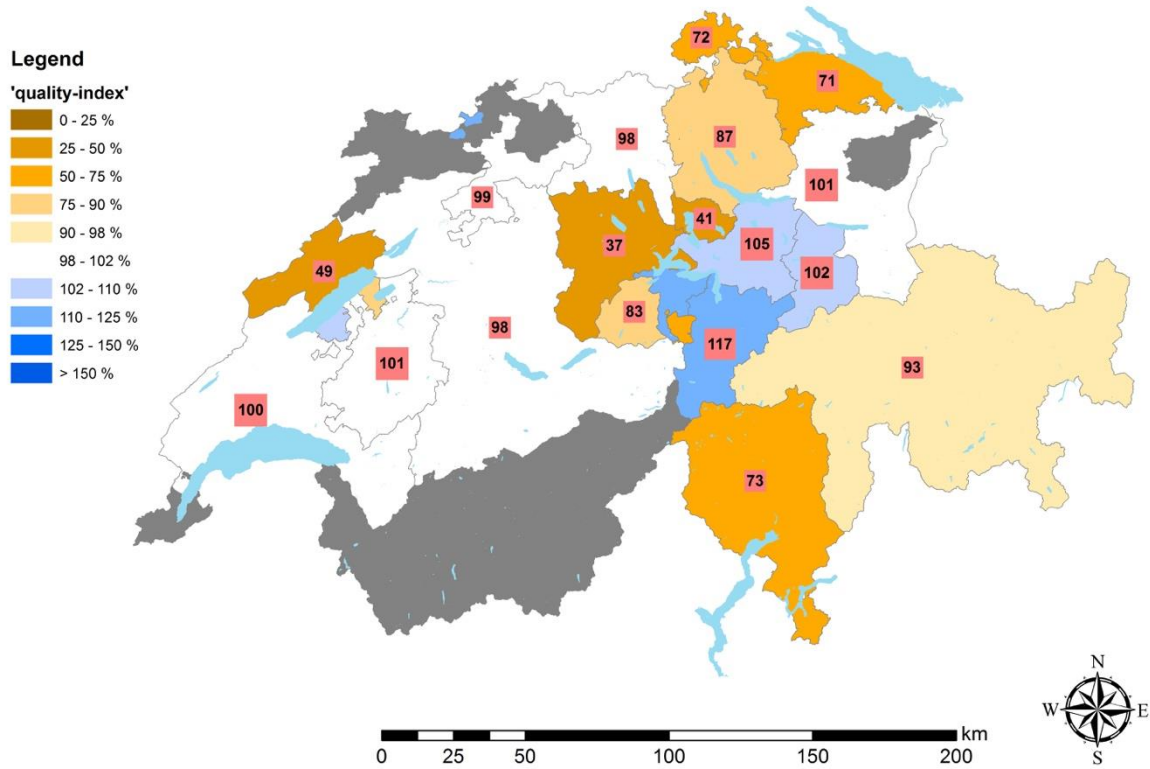 Legend
'quality-index'
0 - 25 %
25 - 50 %
50 - 75 %
75 - 90 %
90 - 98 %
98 - 102 %
102 - 110 %
110 - 125 %
125 - 150 %
> 150 %
72
71
87
98
101
99
41
37
105
49
102
83
98
117
101
93
100
73
N
W E
S
km
0 25 50 100 150 200